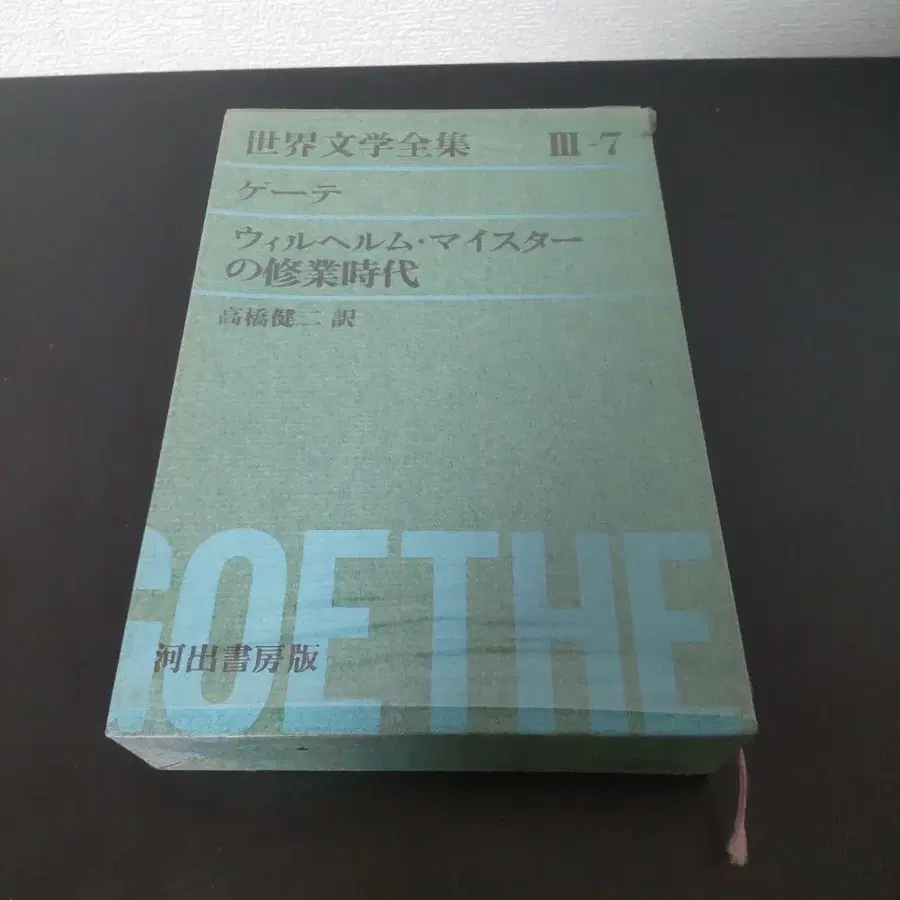 世界文学全集 III-7
ゲーテ
ウィルヘルム・マイスター
の修業時代
高橋健二 訳
GOETHE
河出書房版